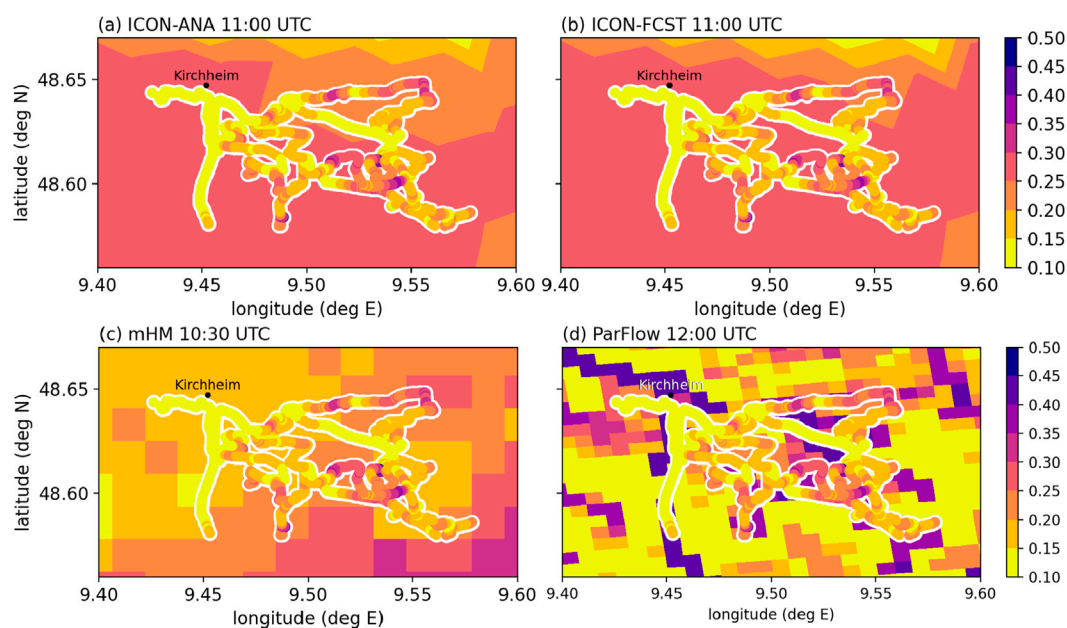 (a) ICON-ANA 11:00 UTC
(b) ICON-FCST 11:00 UTC
latitude (deg N)
48.65
48.60
Kirchheim
Kirchheim
0.50
0.45
0.40
0.35
0.30
0.25
0.20
0.15
0.10
9.40 9.45 9.50 9.55 9.60
9.40 9.45 9.50 9.55 9.60
longitude (deg E)
longitude (deg E)
(c) mHM 10:30 UTC
(d) ParFlow 12:00 UTC
latitude (deg N)
48.65
48.60
Kirchheim
Kirchheim
0.50
0.45
0.40
0.35
0.30
0.25
0.20
0.15
0.10
9.40 9.45 9.50 9.55 9.60
9.40 9.45 9.50 9.55 9.60
longitude (deg E)
longitude (deg E)